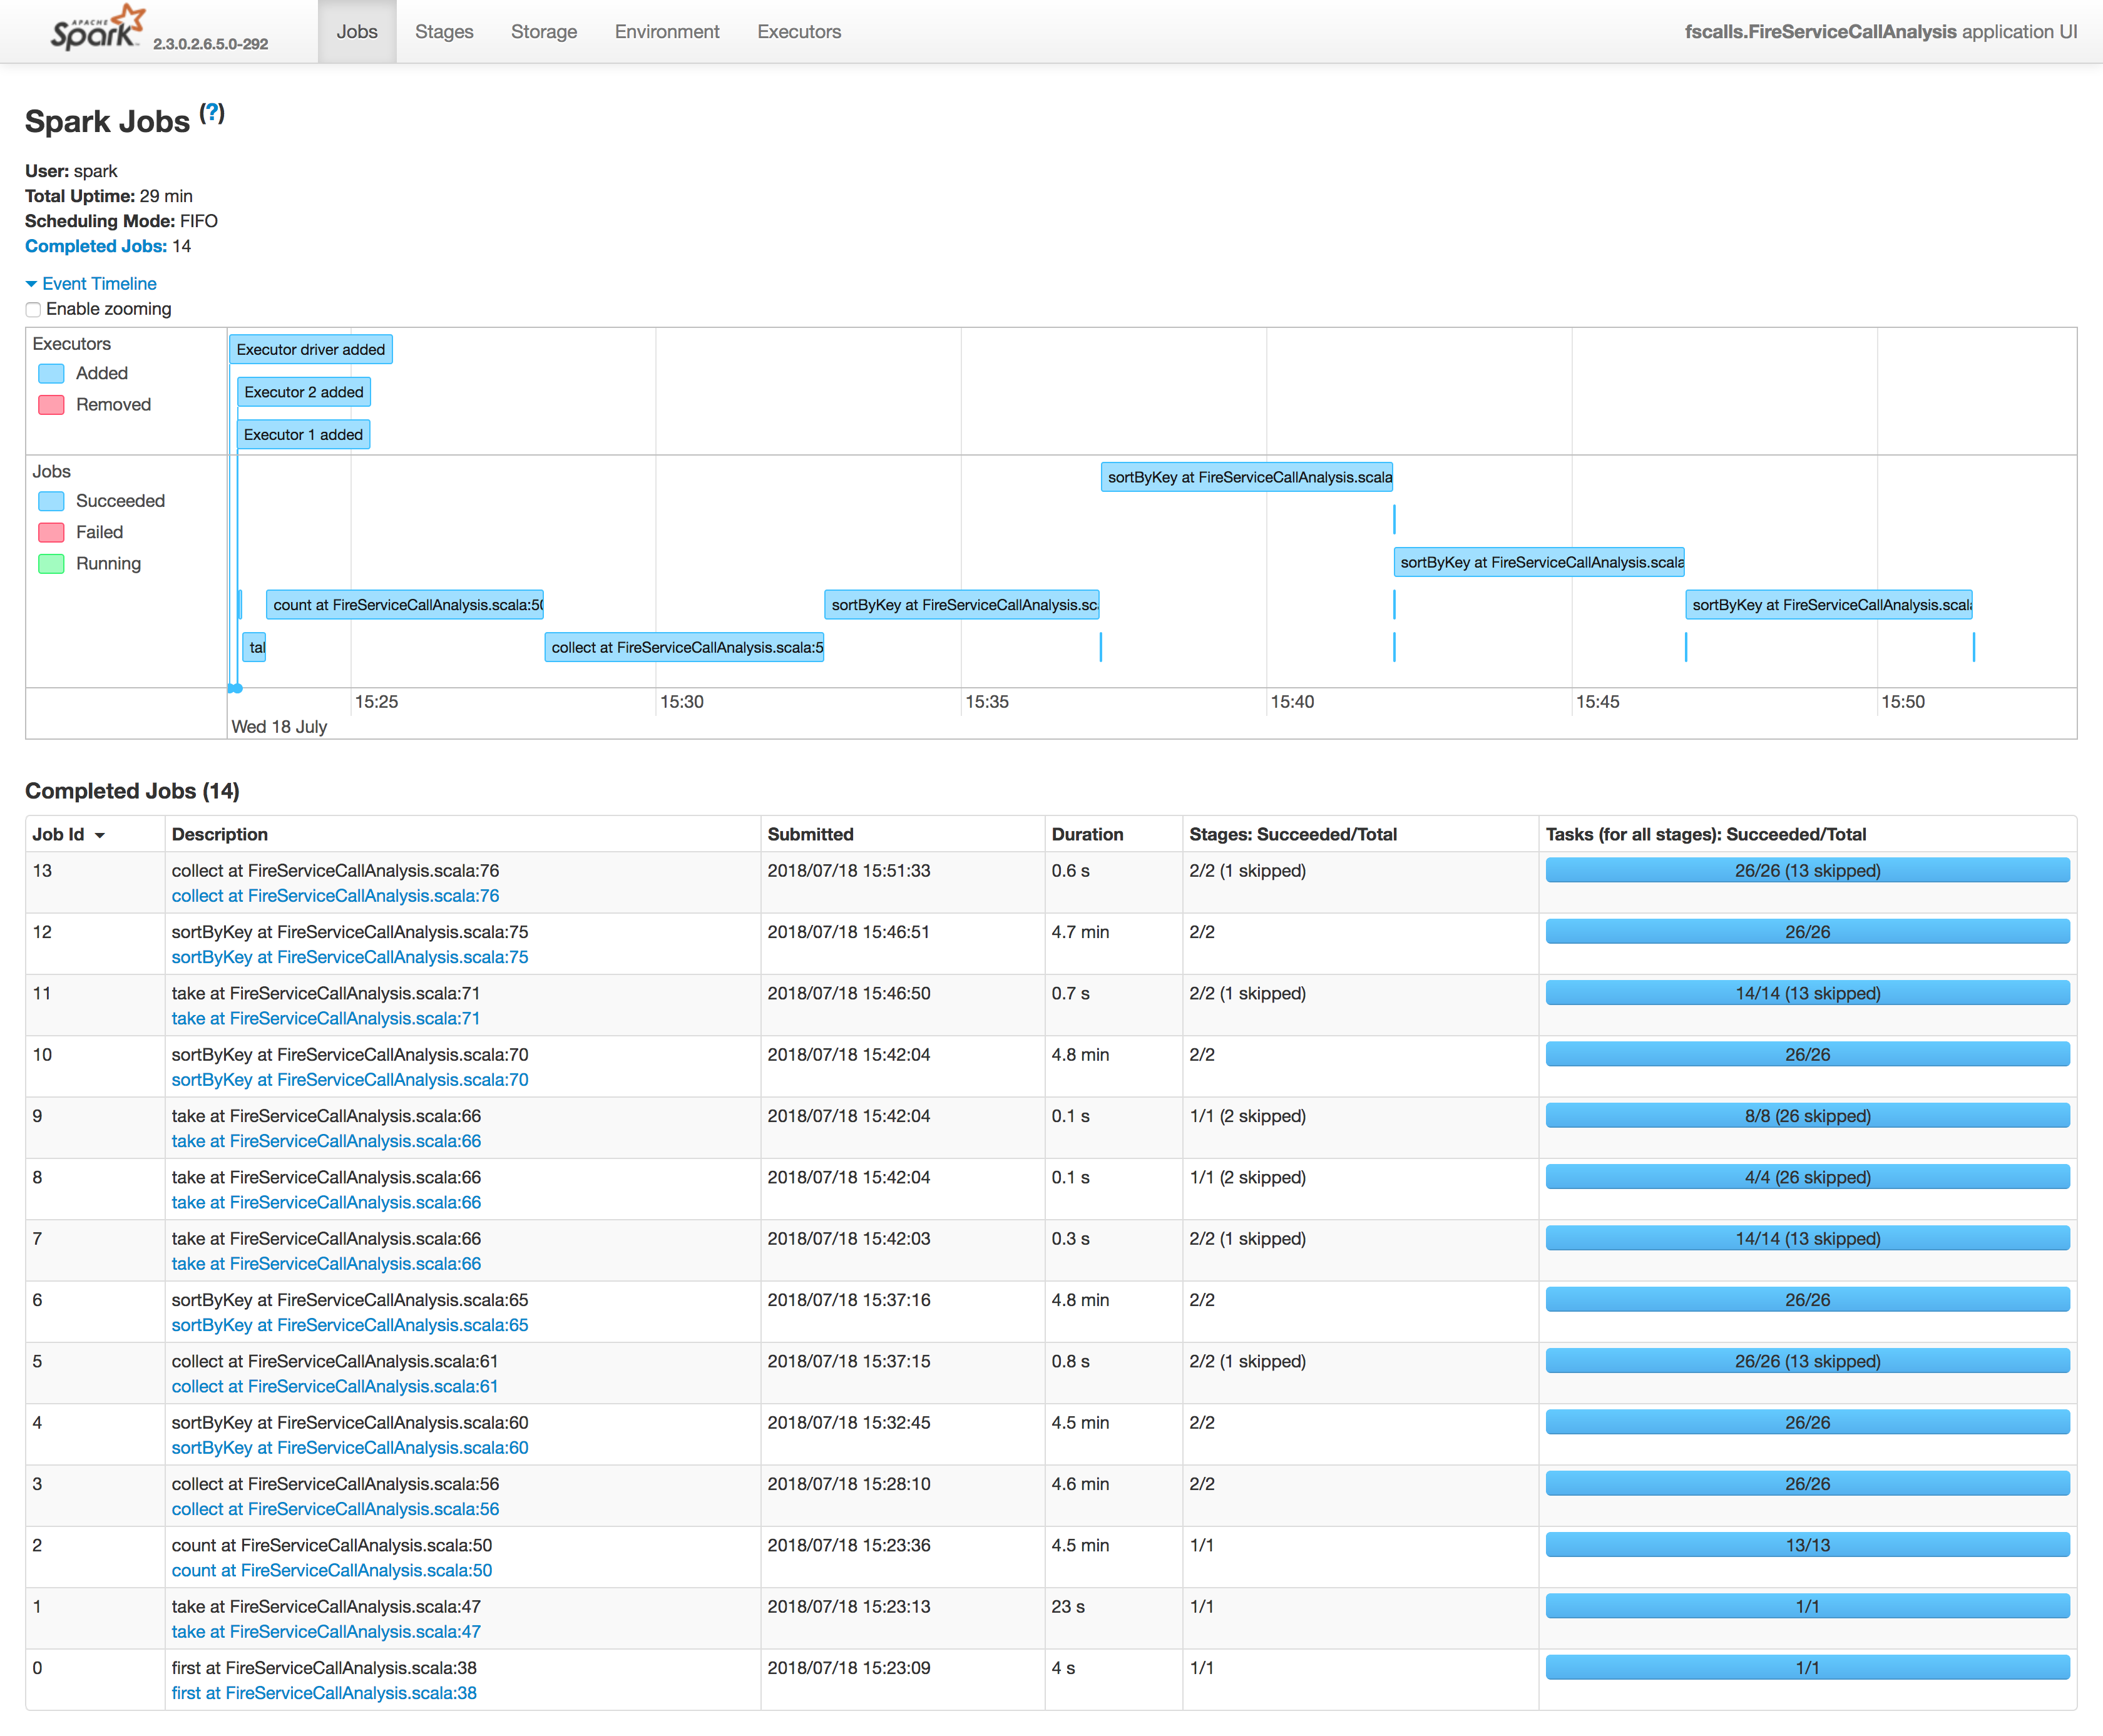 APACHE
Spark 2.3.0.2.6.5.0-292 Jobs Stages Storage Environment Executors fscalls.FireServiceCallAnalysis application UI
Spark Jobs (?)
User: spark
Total Uptime: 29 min
Scheduling Mode: FIFO
Completed Jobs: 14
Event Timeline
Enable zooming
Executors
Added
Removed
Executor driver added
Executor 2 added
Executor 1 added
Jobs
Succeeded
Failed
Running
sortByKey at FireServiceCallAnalysis.scala
sortByKey at FireServiceCallAnalysis.scala
count at FireServiceCallAnalysis.scala:50 sortByKey at FireServiceCallAnalysis.sc sortByKey at FireServiceCallAnalysis.scal
tal collect at FireServiceCallAnalysis.scala:5
15:25 15:30 15:35 15:40 15:45 15:50
Wed 18 July
Completed Jobs (14)
Job Id Description Submitted Duration Stages: Succeeded/Total Tasks (for all stages): Succeeded/Total
13 collect at FireServiceCallAnalysis.scala:76 2018/07/18 15:51:33 0.6 s 2/2 (1 skipped) 26/26 (13 skipped)
collect at FireServiceCallAnalysis.scala:76
12 sortByKey at FireServiceCallAnalysis.scala:75 2018/07/18 15:46:51 4.7 min 2/2 26/26
sortByKey at FireServiceCallAnalysis.scala:75
11 take at FireServiceCallAnalysis.scala:71 2018/07/18 15:46:50 0.7 s 2/2 (1 skipped) 14/14 (13 skipped)
take at FireServiceCallAnalysis.scala:71
10 sortByKey at FireServiceCallAnalysis.scala:70 2018/07/18 15:42:04 4.8 min 2/2 26/26
sortByKey at FireServiceCallAnalysis.scala:70
9 take at FireServiceCallAnalysis.scala:66 2018/07/18 15:42:04 0.1 s 1/1 (2 skipped) 8/8 (26 skipped)
take at FireServiceCallAnalysis.scala:66
8 take at FireServiceCallAnalysis.scala:66 2018/07/18 15:42:04 0.1 s 1/1 (2 skipped) 4/4 (26 skipped)
take at FireServiceCallAnalysis.scala:66
7 take at FireServiceCallAnalysis.scala:66 2018/07/18 15:42:03 0.3 s 2/2 (1 skipped) 14/14 (13 skipped)
take at FireServiceCallAnalysis.scala:66
6 sortByKey at FireServiceCallAnalysis.scala:65 2018/07/18 15:37:16 4.8 min 2/2 26/26
sortByKey at FireServiceCallAnalysis.scala:65
5 collect at FireServiceCallAnalysis.scala:61 2018/07/18 15:37:15 0.8 s 2/2 (1 skipped) 26/26 (13 skipped)
collect at FireServiceCallAnalysis.scala:61
4 sortByKey at FireServiceCallAnalysis.scala:60 2018/07/18 15:32:45 4.5 min 2/2 26/26
sortByKey at FireServiceCallAnalysis.scala:60
3 collect at FireServiceCallAnalysis.scala:56 2018/07/18 15:28:10 4.6 min 2/2 26/26
collect at FireServiceCallAnalysis.scala:56
2 count at FireServiceCallAnalysis.scala:50 2018/07/18 15:23:36 4.5 min 1/1 13/13
count at FireServiceCallAnalysis.scala:50
1 take at FireServiceCallAnalysis.scala:47 2018/07/18 15:23:13 23 s 1/1 1/1
take at FireServiceCallAnalysis.scala:47
0 first at FireServiceCallAnalysis.scala:38 2018/07/18 15:23:09 4 s 1/1 1/1
first at FireServiceCallAnalysis.scala:38